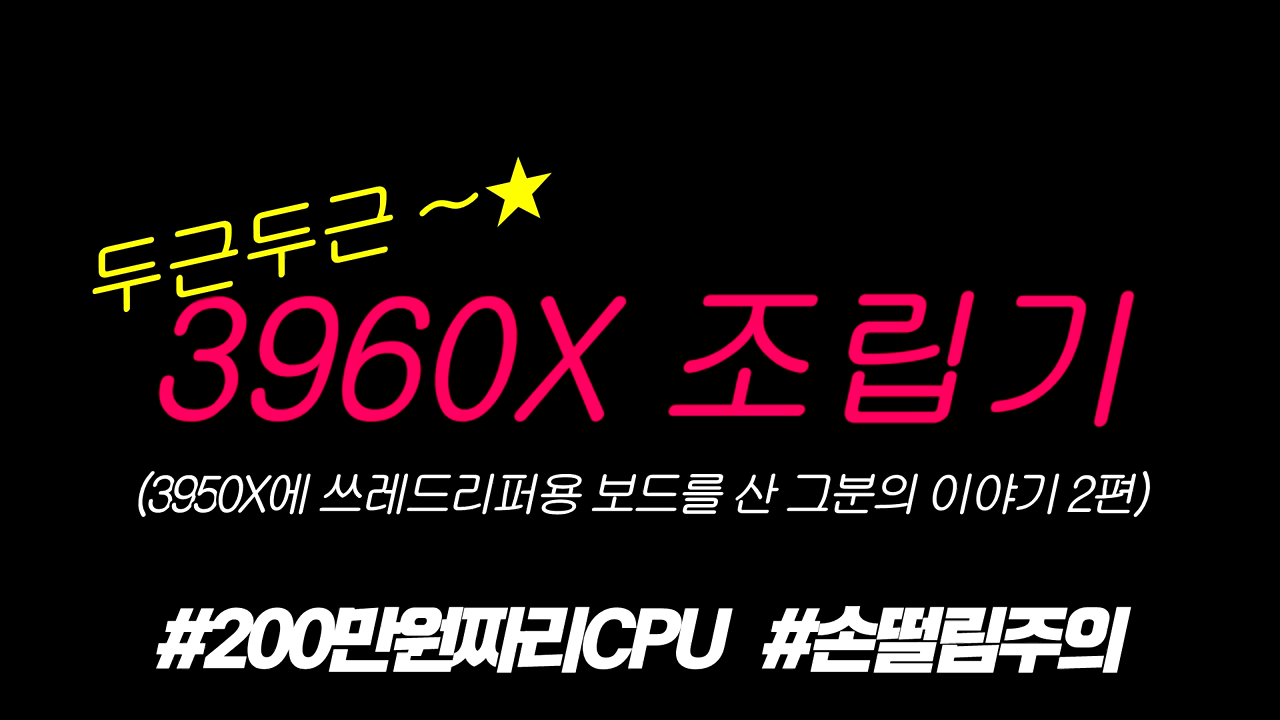 두근두근 ~★
3960X 조립기
(3950X에 쓰레드리퍼용 보드를 산 그분의 이야기 2편)
#200만원짜리CPU #손떨림주의